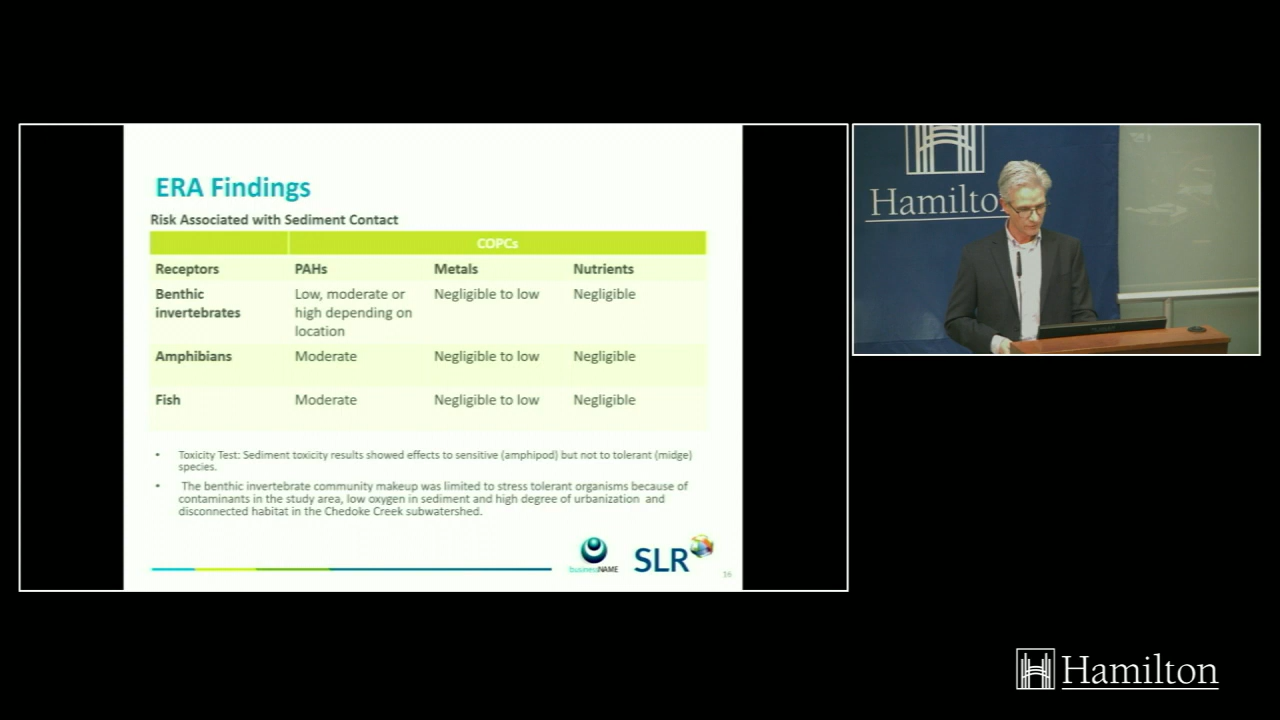 ERA Findings
Risk Associated with Sediment Contact
COPCs
Receptors PAHs Metals Nutrients
Benthic invertebrates Low, moderate or high depending on location Negligible to low Negligible
Amphibians Moderate Negligible to low Negligible
Fish Moderate Negligible to low Negligible
• Toxicity Test: Sediment toxicity results showed effects to sensitive (amphipod) but not to tolerant (midge)
species.
• The benthic invertebrate community makeup was limited to stress tolerant organisms because of
contaminants in the study area, low oxygen in sediment and high degree of urbanization and
disconnected habitat in the Chedoke Creek subwatershed.
businessNAME
SLR
16
Hamilto
Hamilton